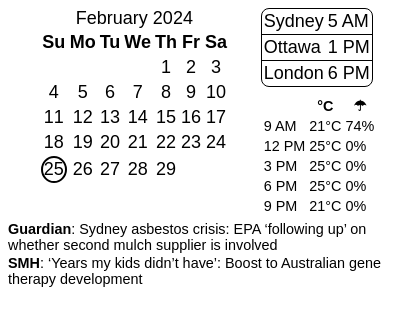 February 2024
Su Mo Tu We Th Fr Sa
1 2 3
4 5 6 7 8 9 10
11 12 13 14 15 16 17
18 19 20 21 22 23 24
25 26 27 28 29
Sydney 5 AM
Ottawa 1 PM
London 6 PM
°C ☂
9 AM 21°C 74%
12 PM 25°C 0%
3 PM 25°C 0%
6 PM 25°C 0%
9 PM 21°C 0%
Guardian: Sydney asbestos crisis: EPA ‘following up’ on
whether second mulch supplier is involved
SMH: ‘Years my kids didn’t have’: Boost to Australian gene
therapy development